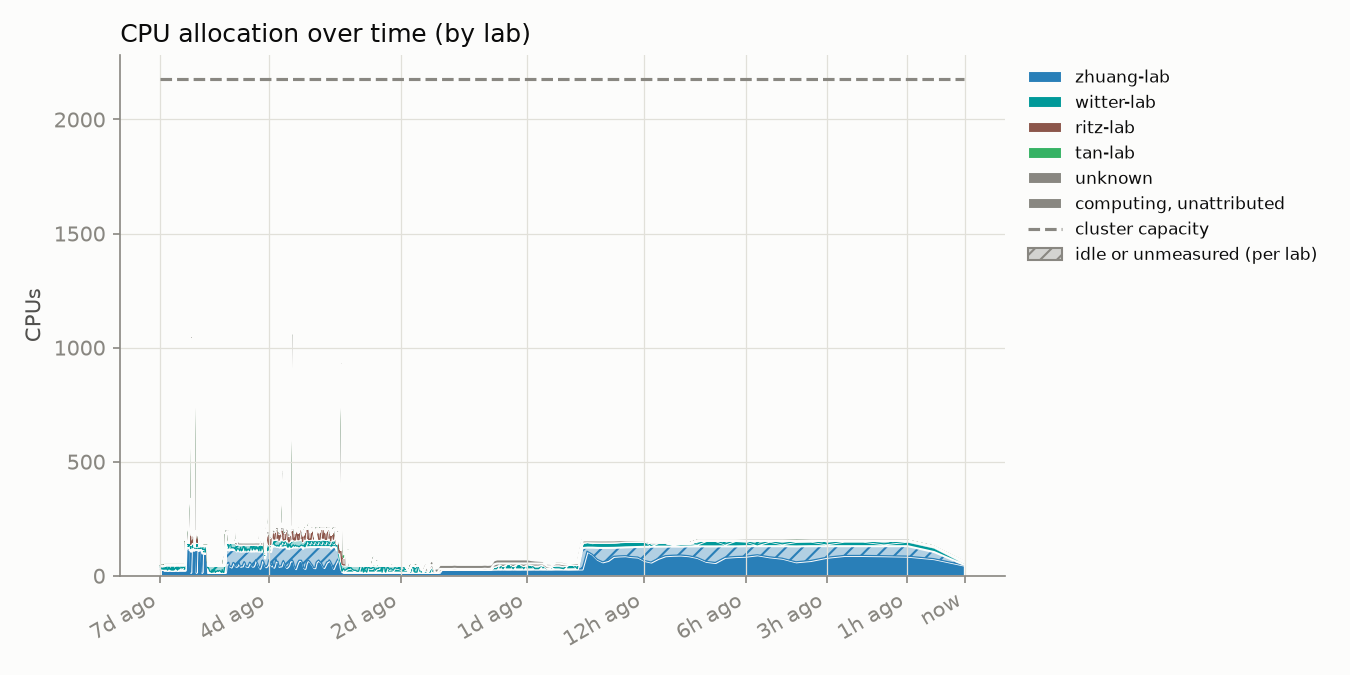 CPU allocation over time (by lab)
CPUs
2000
1500
1000
500
0
7d ago
4d ago
2d ago
1d ago
12h ago
6h ago
3h ago
1h ago
now
zhuang-lab
witter-lab
ritz-lab
tan-lab
unknown
computing, unattributed
cluster capacity
idle or unmeasured (per lab)